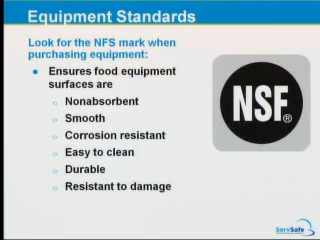 Equipment Standards
Look for the NFS mark when
purchasing equipment:
● Ensures food equipment
surfaces are
○ Nonabsorbent
○ Smooth
○ Corrosion resistant
○ Easy to clean
○ Durable
○ Resistant to damage
NSF®
ServSafe